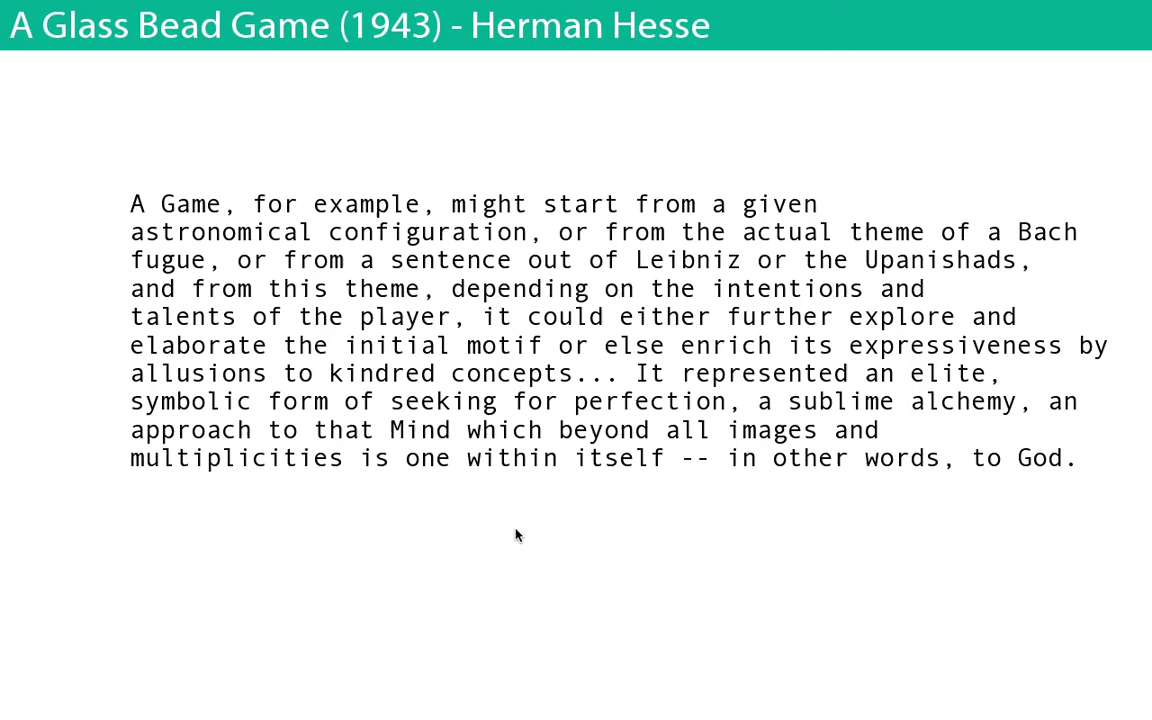 A Glass Bead Game (1943) - Herman Hesse
A Game, for example, might start from a given
astronomical configuration, or from the actual theme of a Bach
fugue, or from a sentence out of Leibniz or the Upanishads,
and from this theme, depending on the intentions and
talents of the player, it could either further explore and
elaborate the initial motif or else enrich its expressiveness by
allusions to kindred concepts... It represented an elite,
symbolic form of seeking for perfection, a sublime alchemy, an
approach to that Mind which beyond all images and
multiplicities is one within itself -- in other words, to God.